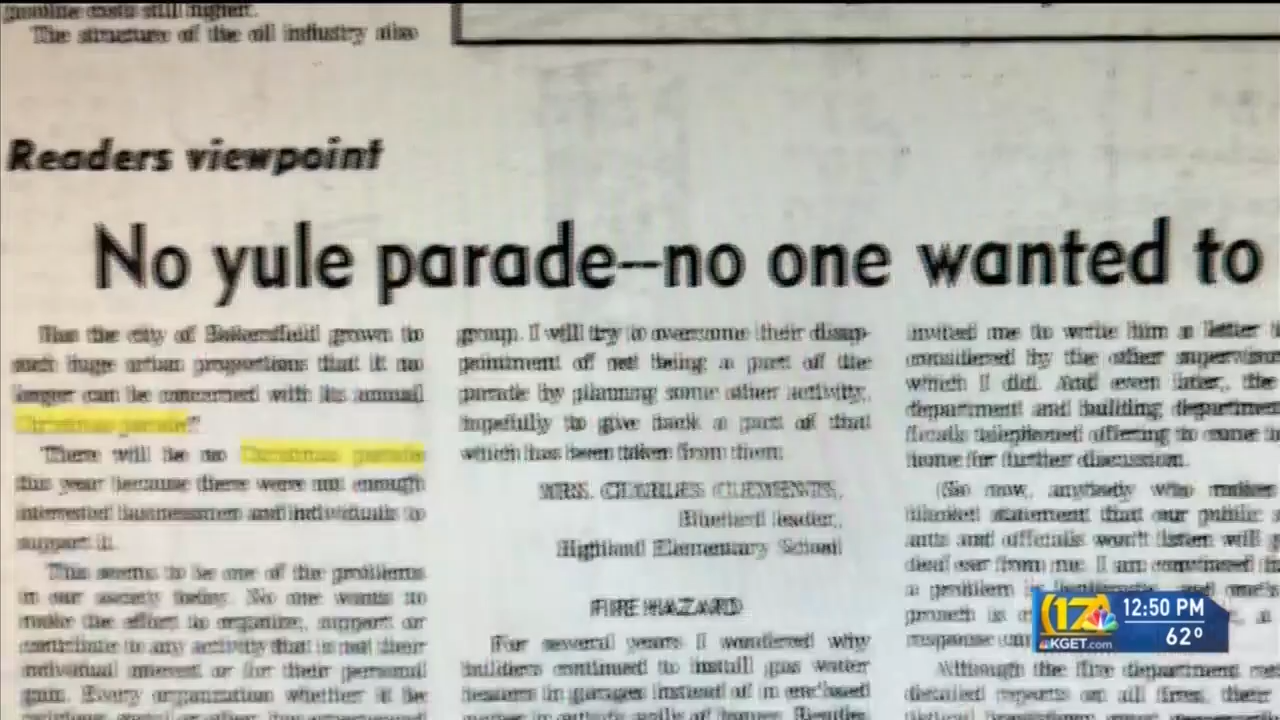 gasoline costs still higher.
The structure of the oil industry also
Readers viewpoint
No yule parade--no one wanted to
Has the city of Bakersfield grown to
such huge urban proportions that it no
longer can be concerned with its annual
Christmas parade?
There will be no Christmas parade
this year because there were not enough
interested businessmen and individuals to
support it.
This seems to be one of the problems
in our society today. No one wants to
make the effort to organize, support or
contribute to any activity that is not their
individual interest or for their personal
gain. Every organization whether it be
group. I will try to overcome their disap-
pointment of not being a part of the
parade by planning some other activity,
hopefully to give back a part of that
which has been taken from them.
MRS. CHARLES CLEMENTS,
Bluebird leader,
Highland Elementary School
FIRE HAZARD
For several years I wondered why
builders continued to install gas water
heaters in garages instead of in enclosed
invited me to write him a letter
considered by the other
which I did. And even later, the
department and building
telephoned offering to come
home for further discussion.
(So now, anybody who makes
blanket statement that our public
and officials won't listen will
deaf ear from me. I am convinced
a problem is
Although the fire department
detailed reports on all fires, their
17
KGET.com
12:50 PM
62°